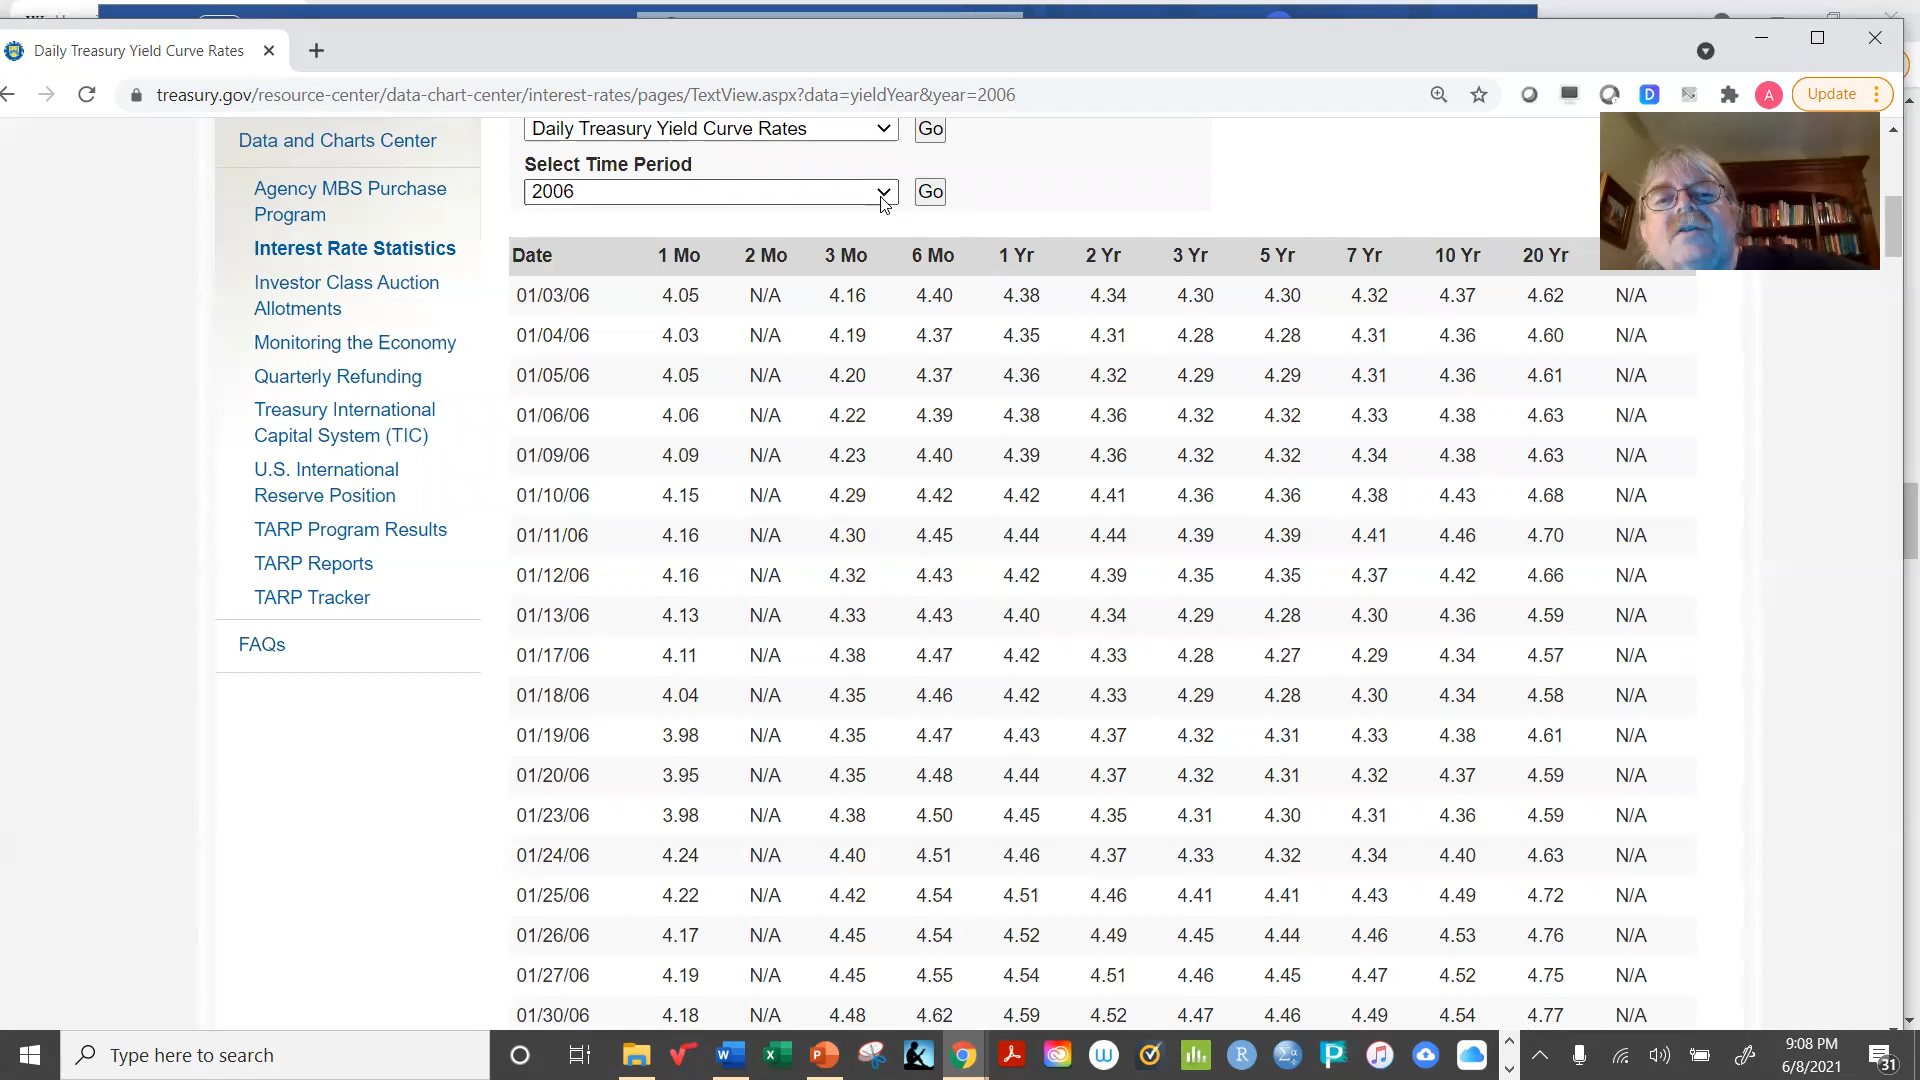 Daily Treasury Yield Curve Rates
treasury.gov/resource-center/data-chart-center/interest-rates/pages/TextView.aspx?data=yieldYear&year=2006
D
A
Update
Data and Charts Center
Agency MBS Purchase
Program
Interest Rate Statistics
Investor Class Auction
Allotments
Monitoring the Economy
Quarterly Refunding
Treasury International
Capital System (TIC)
U.S. International
Reserve Position
TARP Program Results
TARP Reports
TARP Tracker
FAQs
Daily Treasury Yield Curve Rates Go
Select Time Period
2006 Go
Date 1 Mo 2 Mo 3 Mo 6 Mo 1 Yr 2 Yr 3 Yr 5 Yr 7 Yr 10 Yr 20 Yr
01/03/06 4.05 N/A 4.16 4.40 4.38 4.34 4.30 4.30 4.32 4.37 4.62 N/A
01/04/06 4.03 N/A 4.19 4.37 4.35 4.31 4.28 4.28 4.31 4.36 4.60 N/A
01/05/06 4.05 N/A 4.20 4.37 4.36 4.32 4.29 4.29 4.31 4.36 4.61 N/A
01/06/06 4.06 N/A 4.22 4.39 4.38 4.36 4.32 4.32 4.33 4.38 4.63 N/A
01/09/06 4.09 N/A 4.23 4.40 4.39 4.36 4.32 4.32 4.34 4.38 4.63 N/A
01/10/06 4.15 N/A 4.29 4.42 4.42 4.41 4.36 4.36 4.38 4.43 4.68 N/A
01/11/06 4.16 N/A 4.30 4.45 4.44 4.44 4.39 4.39 4.41 4.46 4.70 N/A
01/12/06 4.16 N/A 4.32 4.43 4.42 4.39 4.35 4.35 4.37 4.42 4.66 N/A
01/13/06 4.13 N/A 4.33 4.43 4.40 4.34 4.29 4.28 4.30 4.36 4.59 N/A
01/17/06 4.11 N/A 4.38 4.47 4.42 4.33 4.28 4.27 4.29 4.34 4.57 N/A
01/18/06 4.04 N/A 4.35 4.46 4.42 4.33 4.29 4.28 4.30 4.34 4.58 N/A
01/19/06 3.98 N/A 4.35 4.47 4.43 4.37 4.32 4.31 4.33 4.38 4.61 N/A
01/20/06 3.95 N/A 4.35 4.48 4.44 4.37 4.32 4.31 4.32 4.37 4.59 N/A
01/23/06 3.98 N/A 4.38 4.50 4.45 4.35 4.31 4.30 4.31 4.36 4.59 N/A
01/24/06 4.24 N/A 4.40 4.51 4.46 4.37 4.33 4.32 4.34 4.40 4.63 N/A
01/25/06 4.22 N/A 4.42 4.54 4.51 4.46 4.41 4.41 4.43 4.49 4.72 N/A
01/26/06 4.17 N/A 4.45 4.54 4.52 4.49 4.45 4.44 4.46 4.53 4.76 N/A
01/27/06 4.19 N/A 4.45 4.55 4.54 4.51 4.46 4.45 4.47 4.52 4.75 N/A
01/30/06 4.18 N/A 4.48 4.62 4.59 4.52 4.47 4.46 4.49 4.54 4.77 N/A
Type here to search
9:08 PM
6/8/2021
31